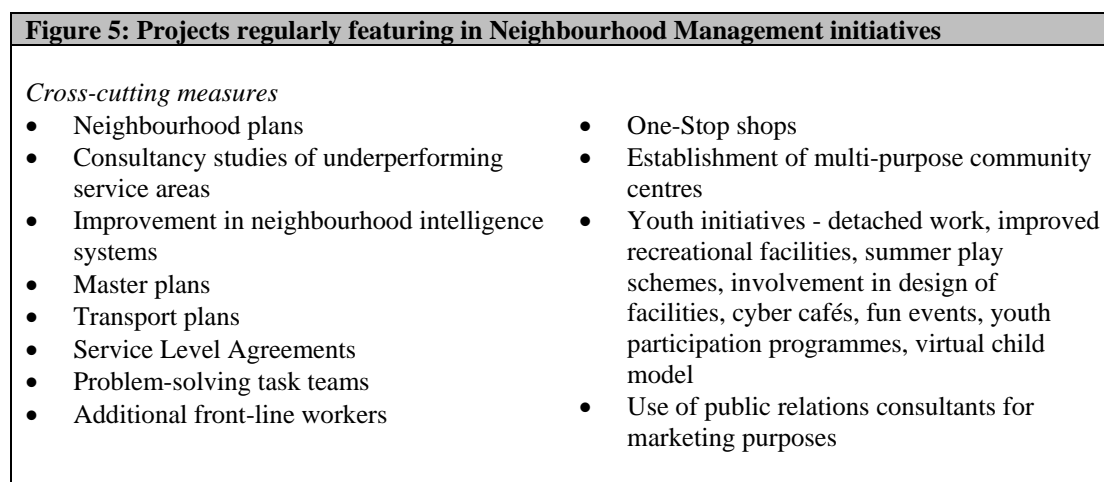 Figure 5: Projects regularly featuring in Neighbourhood Management initiatives
Cross-cutting measures
• Neighbourhood plans
• Consultancy studies of underperforming
service areas
• Improvement in neighbourhood intelligence
systems
• Master plans
• Transport plans
• Service Level Agreements
• Problem-solving task teams
• Additional front-line workers
• One-Stop shops
• Establishment of multi-purpose community
centres
• Youth initiatives - detached work, improved
recreational facilities, summer play
schemes, involvement in design of
facilities, cyber cafés, fun events, youth
participation programmes, virtual child
model
• Use of public relations consultants for
marketing purposes